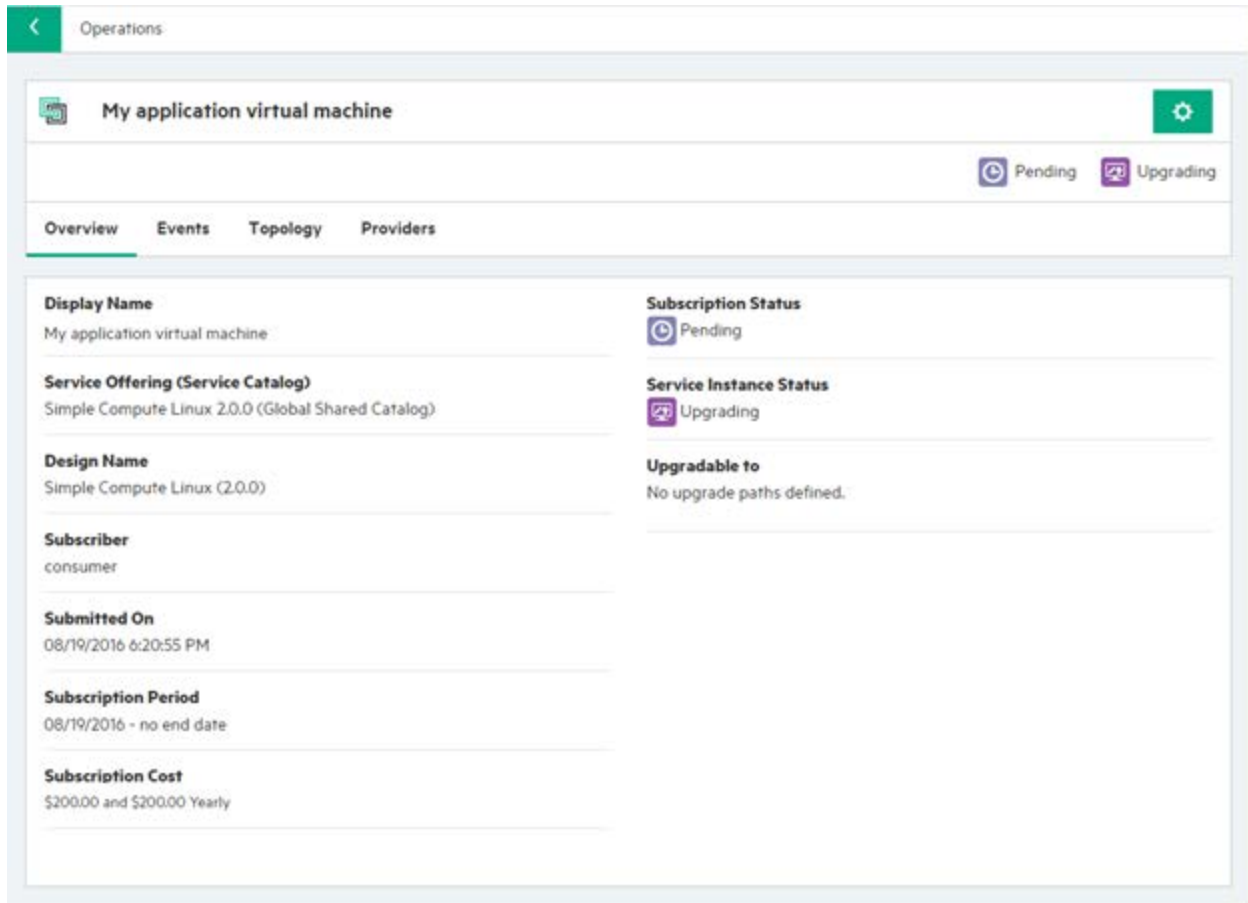 Operations
My application virtual machine
Pending Upgrading
Overview Events Topology Providers
Display Name
My application virtual machine
Service Offering (Service Catalog)
Simple Compute Linux 2.0.0 (Global Shared Catalog)
Design Name
Simple Compute Linux (2.0.0)
Subscriber
consumer
Submitted On
08/19/2016 6:20:55 PM
Subscription Period
08/19/2016 - no end date
Subscription Cost
$200.00 and $200.00 Yearly
Subscription Status
Pending
Service Instance Status
Upgrading
Upgradable to
No upgrade paths defined.